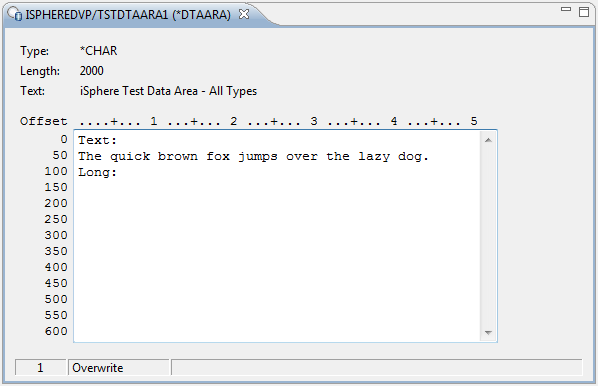 ISPHEREDVP/TSTDTAARA1 (*DTAARA)
Type: *CHAR
Length: 2000
Text: iSphere Test Data Area - All Types
Offset ....+... 1 ...+... 2 ...+... 3 ...+... 4 ...+... 5
0 Text:
50 The quick brown fox jumps over the lazy dog.
100 Long:
150
200
250
300
350
400
450
500
550
600
1 Overwrite